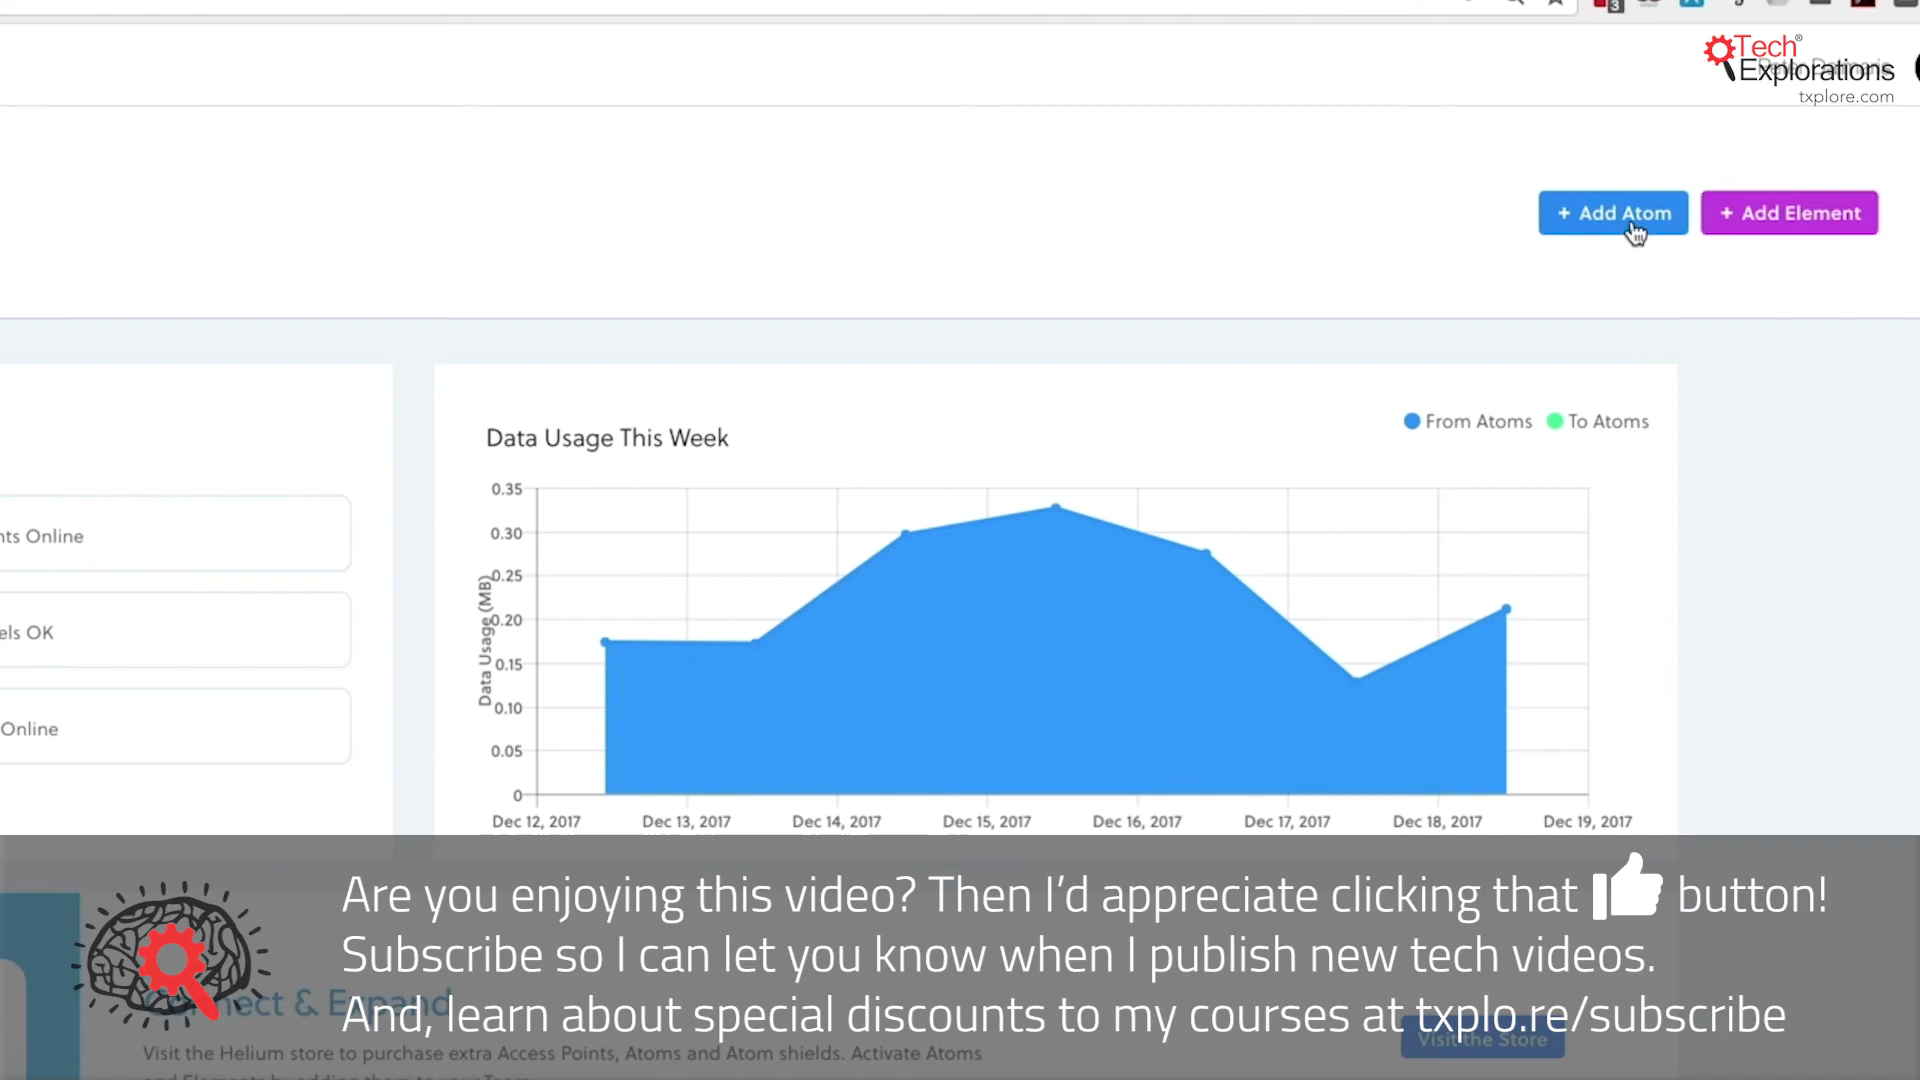 3
Tech®
Explorations
txplore.com
+ Add Atom
+ Add Element
Data Usage This Week
From Atoms
To Atoms
nts Online
els OK
Online
Data Usage (MB)
0.35
0.30
0.25
0.20
0.15
0.10
0.05
0
Dec 12, 2017
Dec 13, 2017
Dec 14, 2017
Dec 15, 2017
Dec 16, 2017
Dec 17, 2017
Dec 18, 2017
Dec 19, 2017
Are you enjoying this video? Then I'd appreciate clicking that button!
Subscribe so I can let you know when I publish new tech videos.
And, learn about special discounts to my courses at txplo.re/subscribe
& Expand
Visit the Store
Visit the Helium store to purchase extra Access Points, Atoms and Atom shields. Activate Atoms